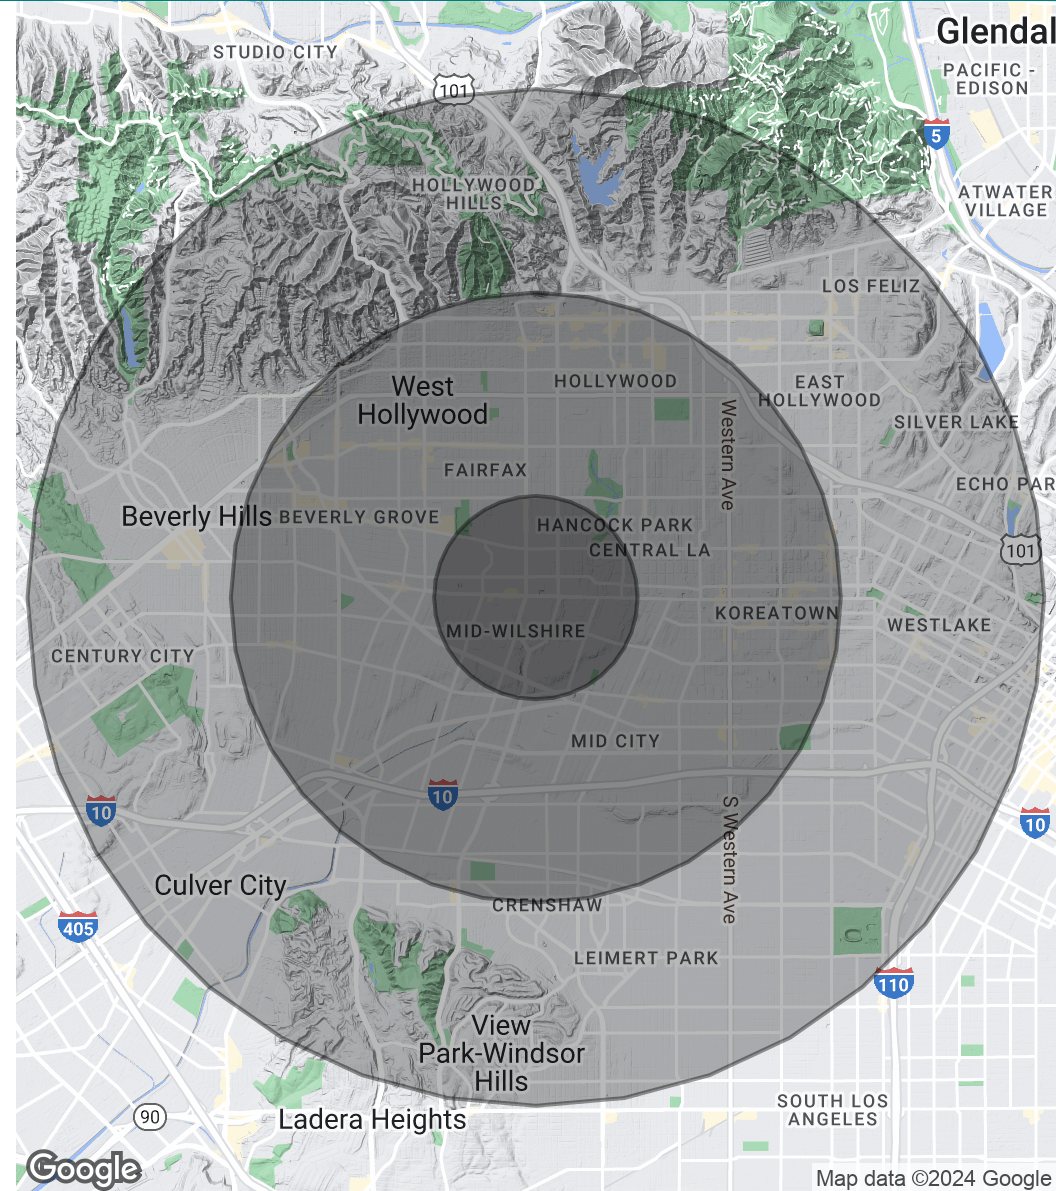 Glendal
STUDIO CITY
PACIFIC -
EDISON
101
5
HOLLYWOOD
HILLS
ATWATER
VILLAGE
LOS FELIZ
West
Hollywood
HOLLYWOOD
EAST
HOLLYWOOD
Western Ave
SILVER LAKE
FAIRFAX
ECHO PAR
Beverly Hills
BEVERLY GROVE
HANCOCK PARK
CENTRAL LA
101
KOREATOWN
WESTLAKE
MID-WILSHIRE
CENTURY CITY
MID CITY
10
10
10
S Western Ave
Culver City
CRENSHAW
405
LEIMERT PARK
110
View
Park-Windsor
Hills
90
Ladera Heights
SOUTH LOS
ANGELES
Google
Map data ©2024 Google